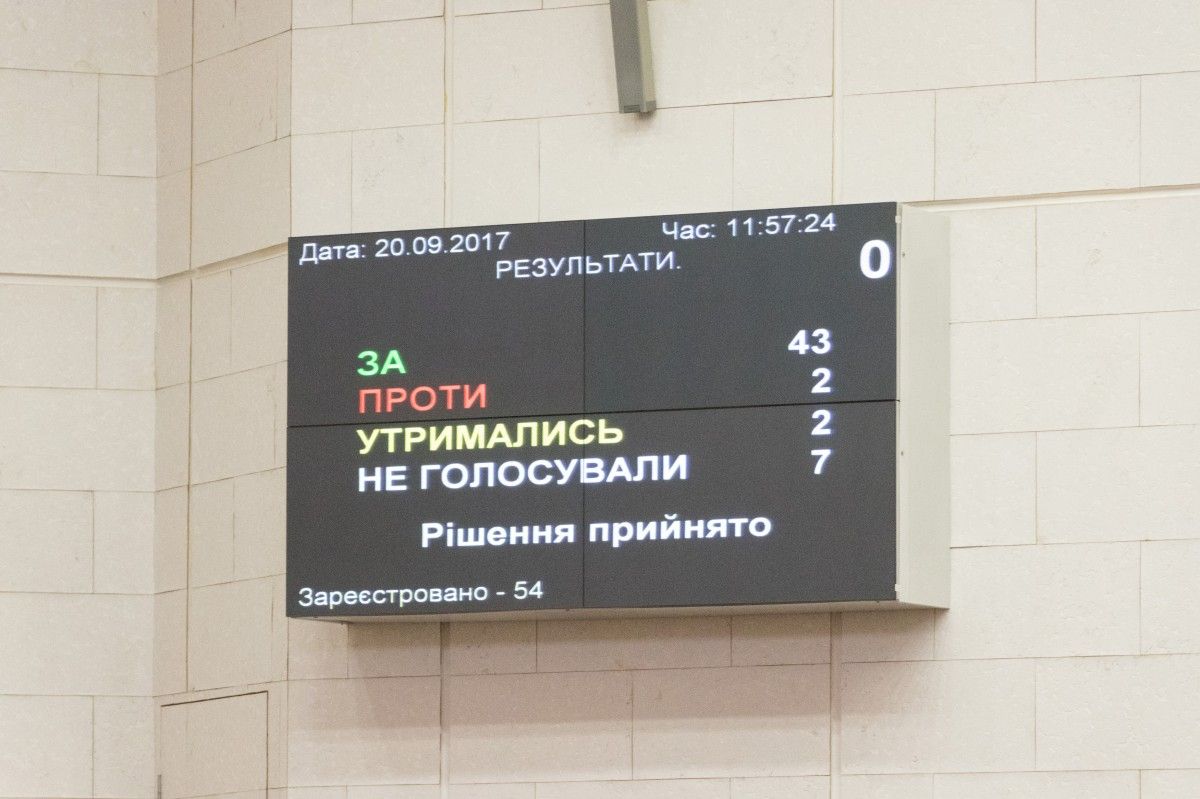 Дата: 20.09.2017 Час: 11:57:24
РЕЗУЛЬТАТИ. 0
ЗА 43
ПРОТИ 2
УТРИМАЛИСЬ 2
НЕ ГОЛОСУВАЛИ 7
Рішення прийнято
Зареєстровано - 54